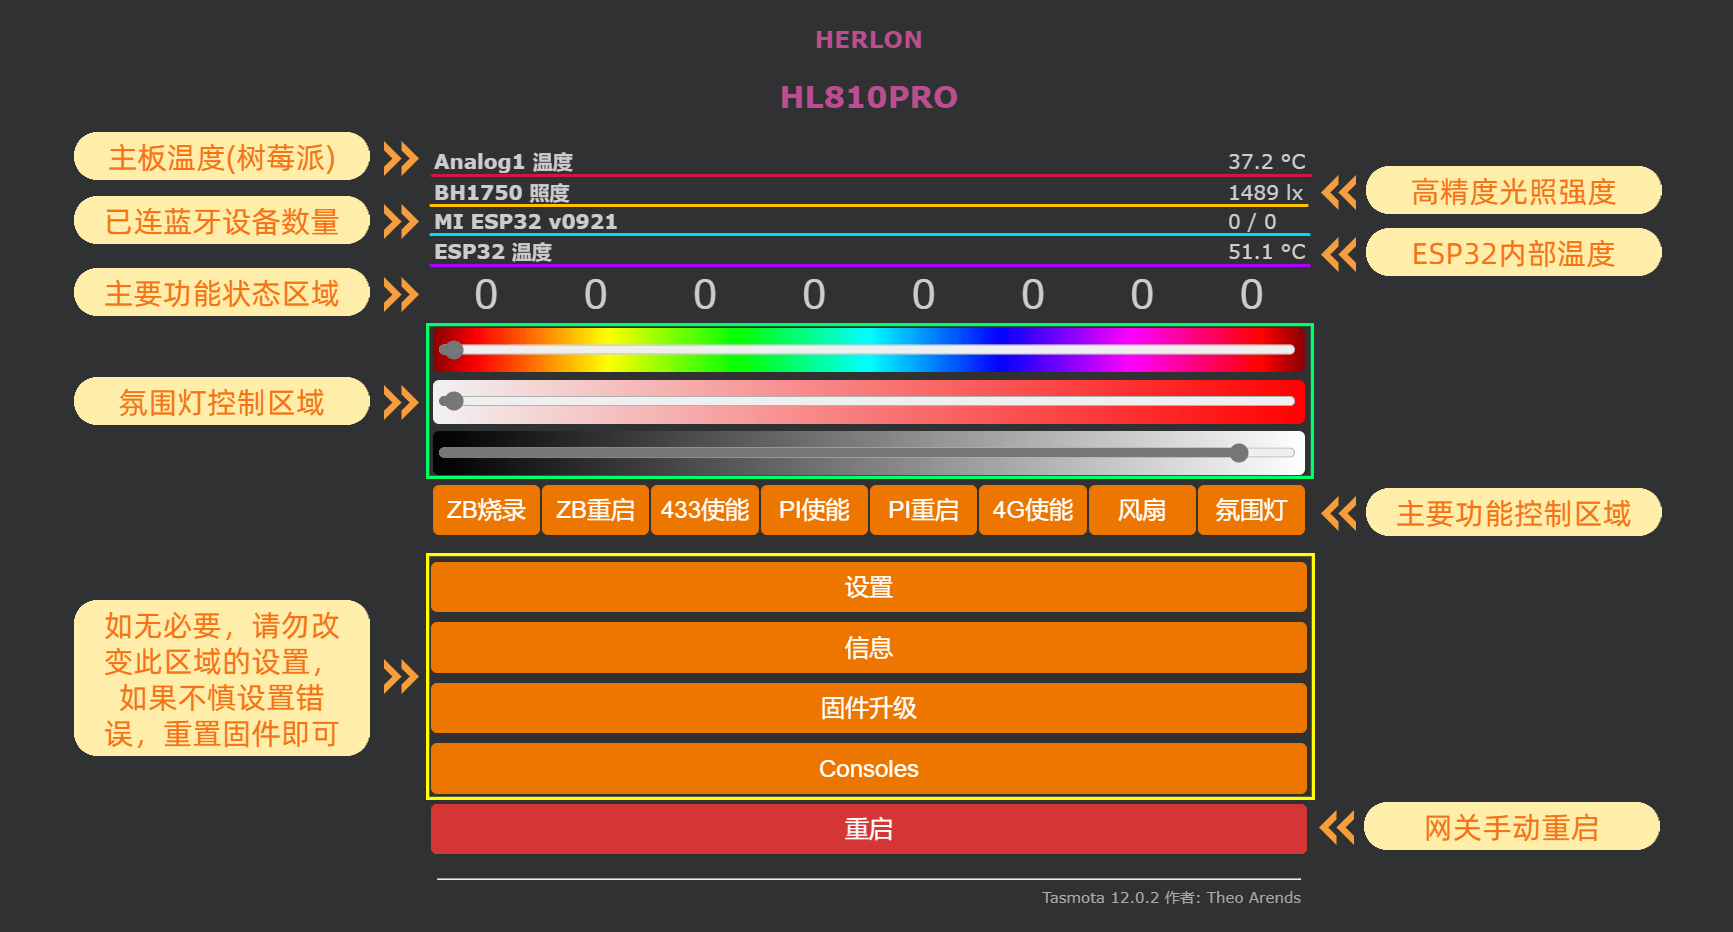 HERLON
HL810PRO
主板温度(树莓派)
Analog1 温度 37.2 °C
BH1750 照度 1489 lx
高精度光照强度
已连蓝牙设备数量
MI ESP32 v0921 0 / 0
ESP32 温度 51.1 °C
ESP32内部温度
主要功能状态区域
0 0 0 0 0 0 0 0
氛围灯控制区域
ZB烧录 ZB重启 433使能 PI使能 PI重启 4G使能 风扇 氛围灯
主要功能控制区域
设置
信息
固件升级
Consoles
如无必要，请勿改
变此区域的设置，
如果不慎设置错
误，重置固件即可
重启
网关手动重启
Tasmota 12.0.2 作者: Theo Arends